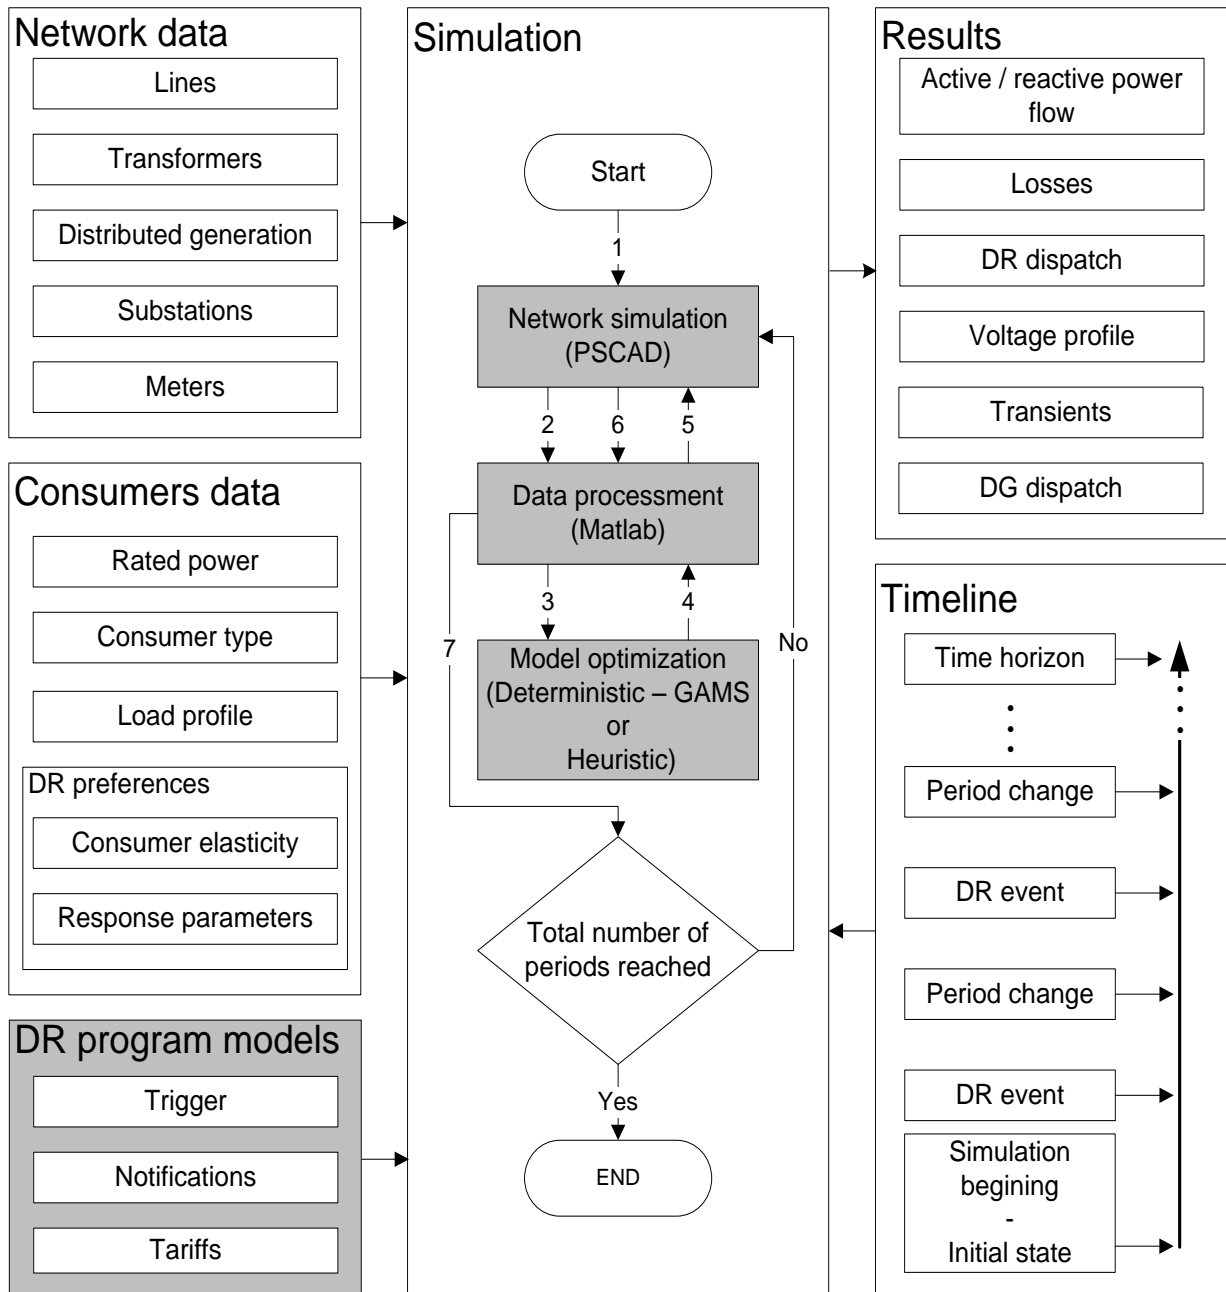 Network data
Lines
Transformers
Distributed generation
Substations
Meters
Consumers data
Rated power
Consumer type
Load profile
DR preferences
Consumer elasticity
Response parameters
DR program models
Trigger
Notifications
Tariffs
Simulation
Start
1
Network simulation
(PSCAD)
2
6
5
Data processment
(Matlab)
3
4
7
No
Model optimization
(Deterministic – GAMS
or
Heuristic)
Total number of
periods reached
Yes
END
Results
Active / reactive power
flow
Losses
DR dispatch
Voltage profile
Transients
DG dispatch
Timeline
Time horizon
Period change
DR event
Period change
DR event
Simulation
begining
-
Initial state